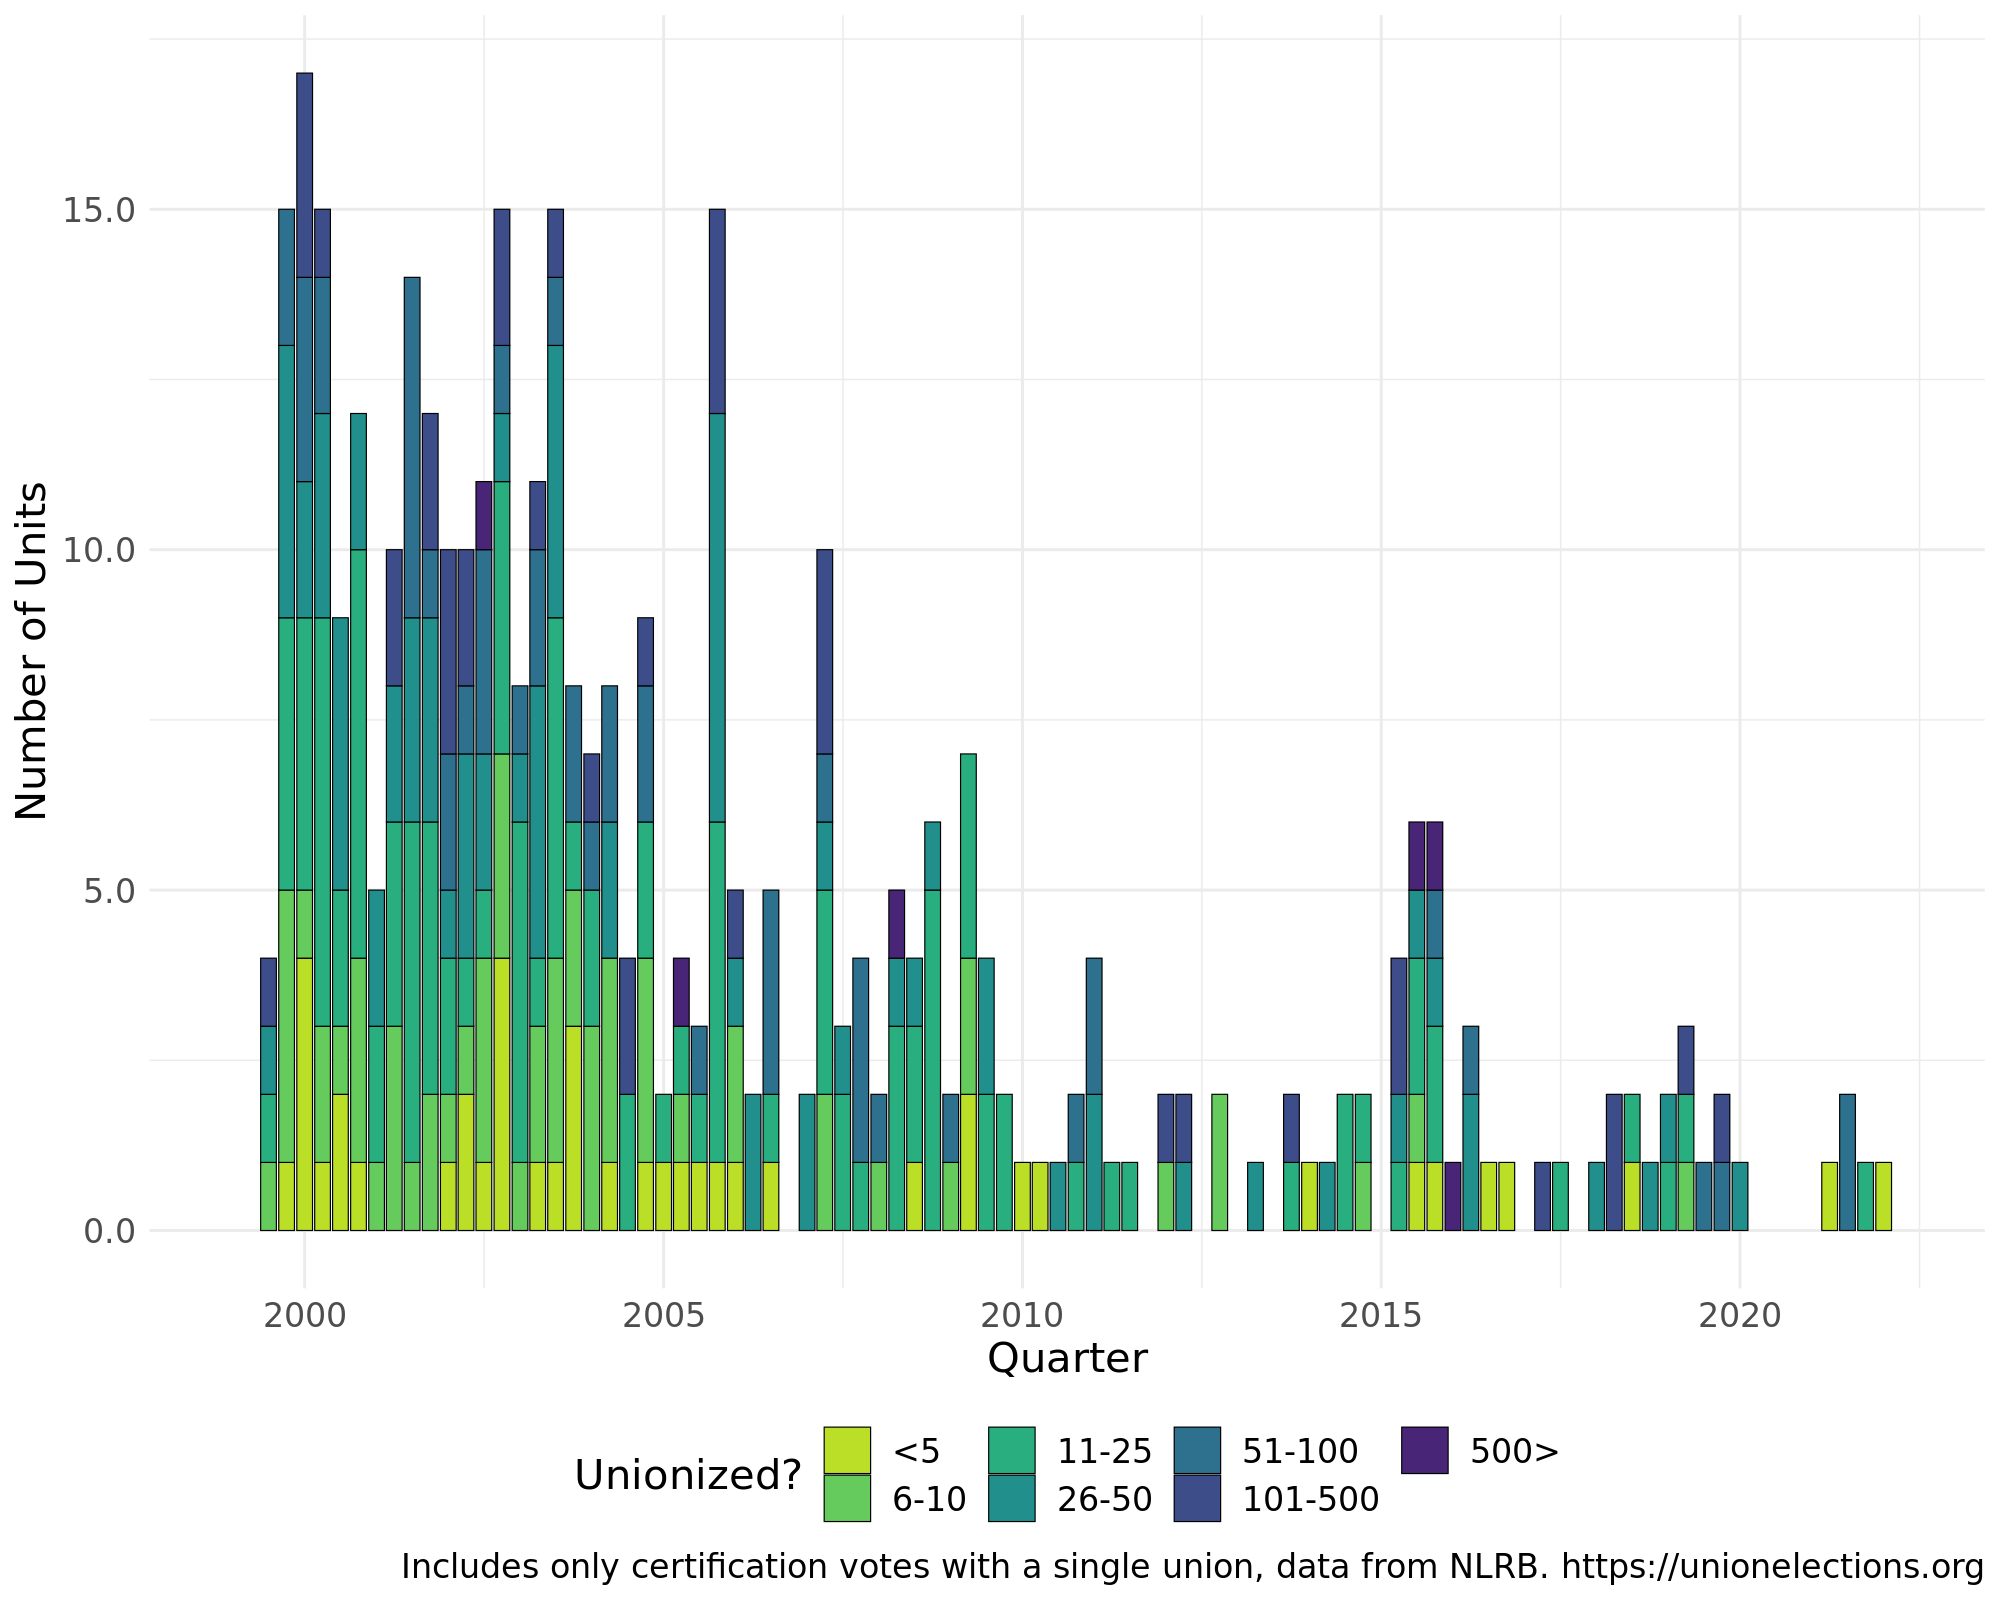 Number of Units
15.0
10.0
5.0
0.0
2000 2005 2010 2015 2020
Quarter
Unionized?
<5 11-25 51-100 500>
6-10 26-50 101-500
Includes only certification votes with a single union, data from NLRB. https://unionelections.org